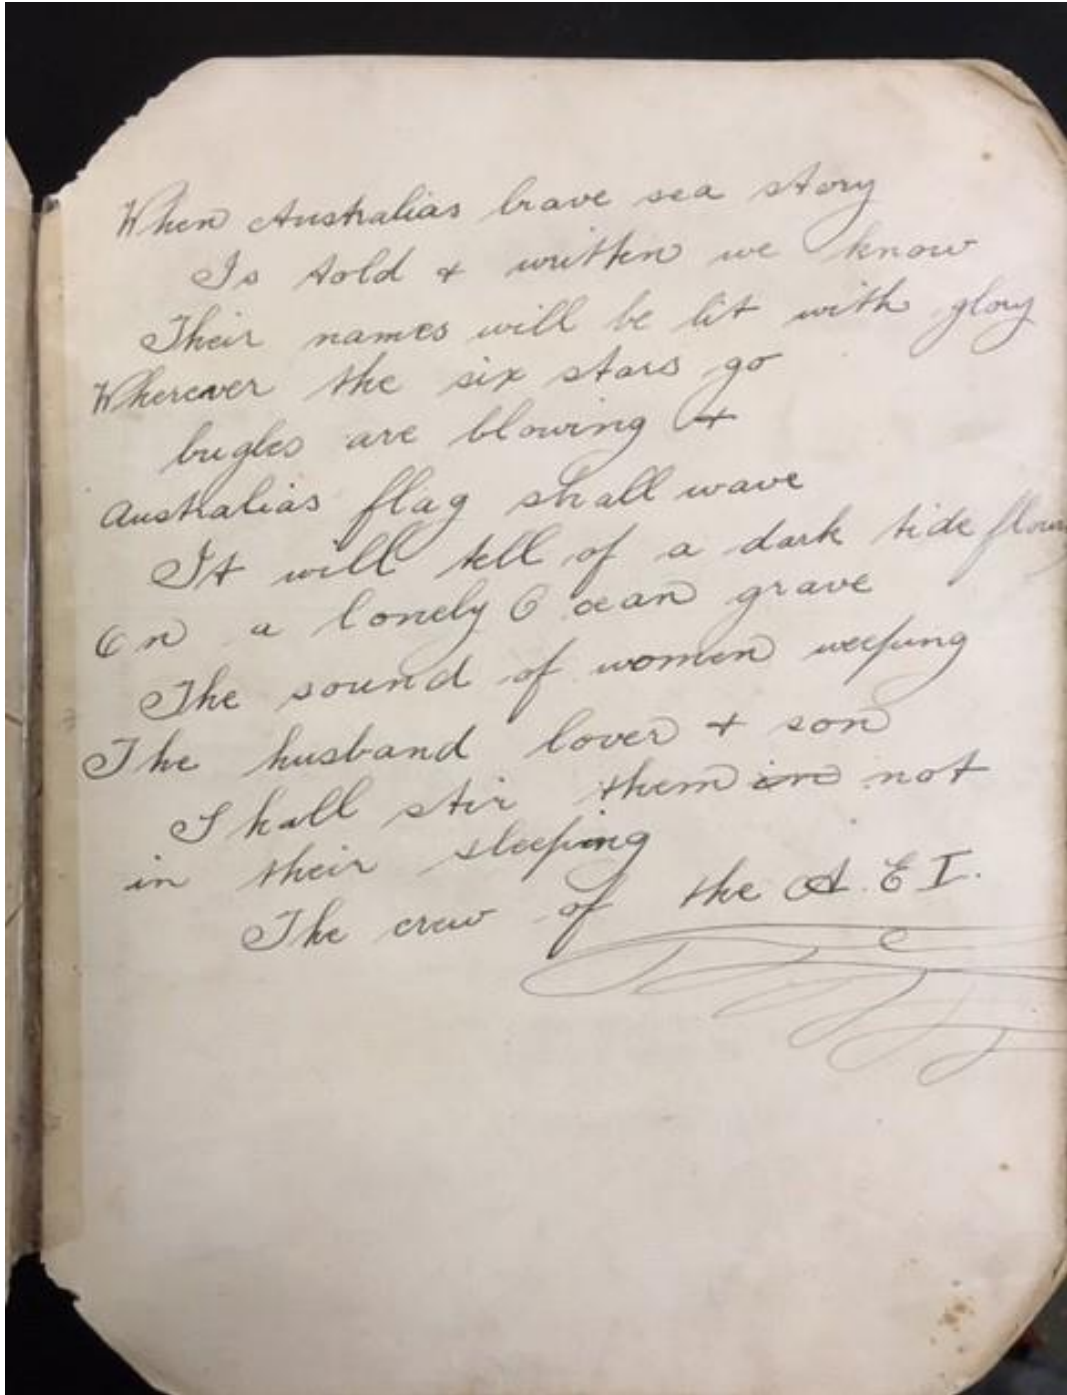 When Australias brave sea story
Is told & written we know
Their names will be lit with glory
Wherever the six stars go
bugles are blowing &
Australias flag shall wave
It will tell of a dark tide
On a lonely Ocean grave
The sound of women weeping
The husband lover & son
Shall stir them in not
in their sleeping
The crew of the A.E I.